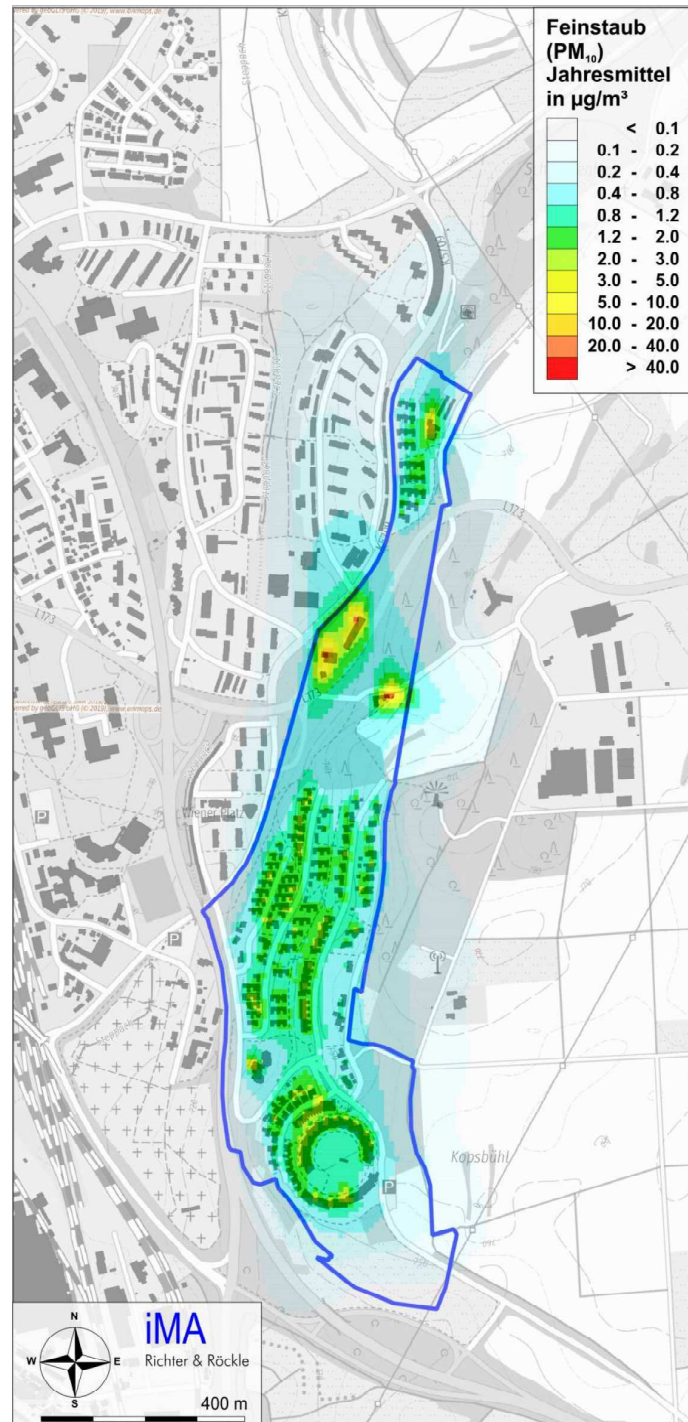 Feinstaub
(PM₁₀)
Jahresmittel
in µg/m³
< 0.1
0.1 - 0.2
0.2 - 0.4
0.4 - 0.8
0.8 - 1.2
1.2 - 2.0
2.0 - 3.0
3.0 - 5.0
5.0 - 10.0
10.0 - 20.0
20.0 - 40.0
> 40.0
L173
L173
L173
Wiener Platz
P
P
Steppach
Kopsbühl
P
N
W E
S
iMA
Richter & Röckle
400 m